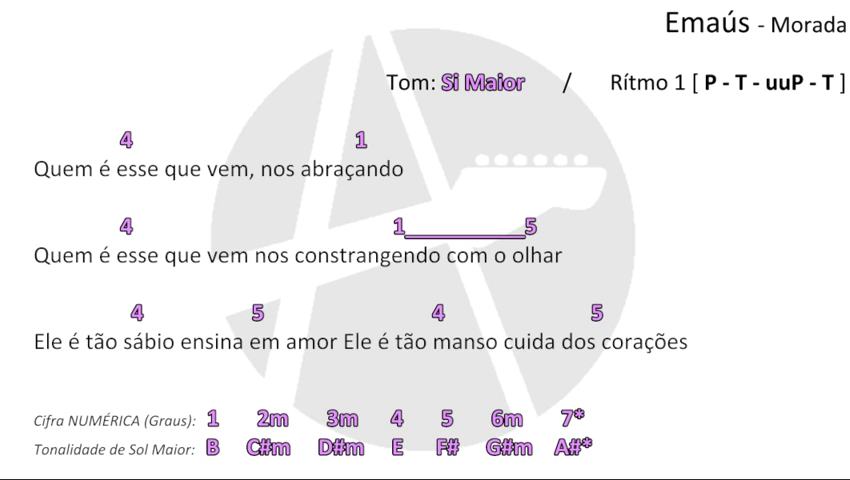 Emaús - Morada
Tom: Si Maior / Rítmo 1 [ P - T - uuP - T ]
4 1
Quem é esse que vem, nos abraçando
4 1__________5
Quem é esse que vem nos constrangendo com o olhar
4 5 4 5
Ele é tão sábio ensina em amor Ele é tão manso cuida dos corações
Cifra NUMÉRICA (Graus): 1 2m 3m 4 5 6m 7*
Tonalidade de Sol Maior: B C#m D#m E F# G#m A#*